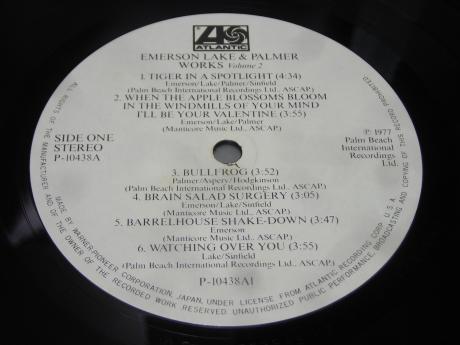 ATLANTIC
EMERSON LAKE & PALMER
WORKS Volume 2
1. TIGER IN A SPOTLIGHT (4:34)
Emerson/Lake/Palmer/Sinfield
(Palm Beach International Recordings Ltd., ASCAP)
2. WHEN THE APPLE BLOSSOMS BLOOM
IN THE WINDMILLS OF YOUR MIND
I'LL BE YOUR VALENTINE (3:55)
Emerson/Lake/Palmer
(Manticore Music Ltd., ASCAP)
SIDE ONE
STEREO
P-10438A
℗ 1977
Palm Beach
International
Recordings
Ltd.
3. BULLFROG (3:52)
Palmer/Aspery/Hodgkinson
(Palm Beach International Recordings Ltd., ASCAP)
4. BRAIN SALAD SURGERY (3:05)
Emerson/Lake/Sinfield
(Manticore Music Ltd., ASCAP)
5. BARRELHOUSE SHAKE-DOWN (3:47)
Emerson
(Manticore Music Ltd., ASCAP)
6. WATCHING OVER YOU (3:55)
Lake/Sinfield
(Palm Beach International Recordings Ltd., ASCAP)
P-10438A1
MADE BY WARNER-PIONEER CORPORATION, JAPAN, UNDER LICENSE FROM ATLANTIC RECORDING CORP. U.S.A.
ALL RIGHTS OF THE MANUFACTURER AND OF THE OWNER OF THE RECORDED WORK RESERVED. UNAUTHORIZED PUBLIC PERFORMANCE, BROADCASTING AND COPYING OF THIS RECORD PROHIBITED.